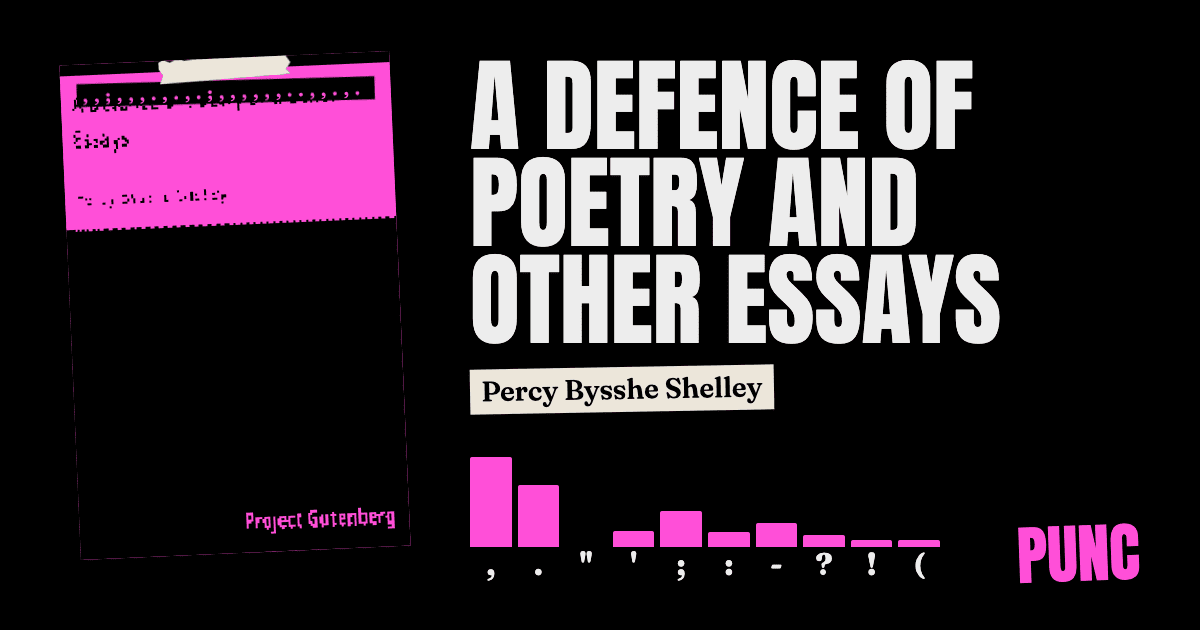 Essays
Project Gutenberg
A DEFENCE OF
POETRY AND
OTHER ESSAYS
Percy Bysshe Shelley
, . " ' ; : - ? ! (
PUNC